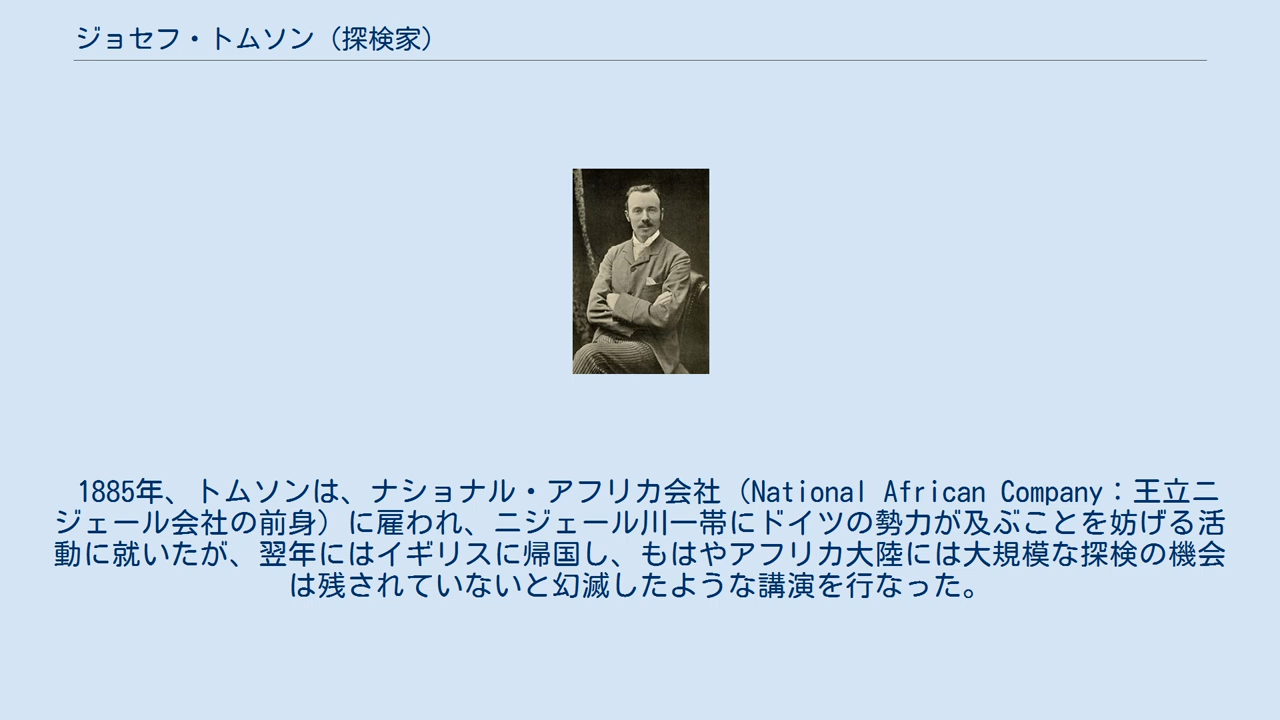 ジョセフ・トムソン（探検家）
1885年、トムソンは、ナショナル・アフリカ会社（National African Company：王立ニ
ジェール会社の前身）に雇われ、ニジェール川一帯にドイツの勢力が及ぶことを妨げる活
動に就いたが、翌年にはイギリスに帰国し、もはやアフリカ大陸には大規模な探検の機会
は残されていないと幻滅したような講演を行なった。